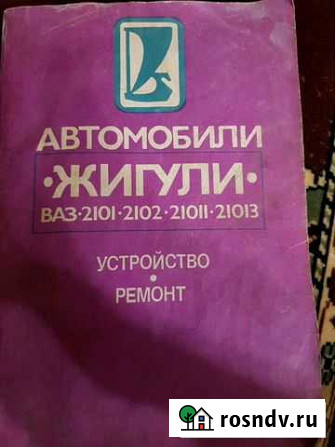 АВТОМОБИЛИ
·ЖИГУЛИ·
ВАЗ·2101·2102·21011·21013
УСТРОЙСТВО
·
РЕМОНТ
rosndv.ru